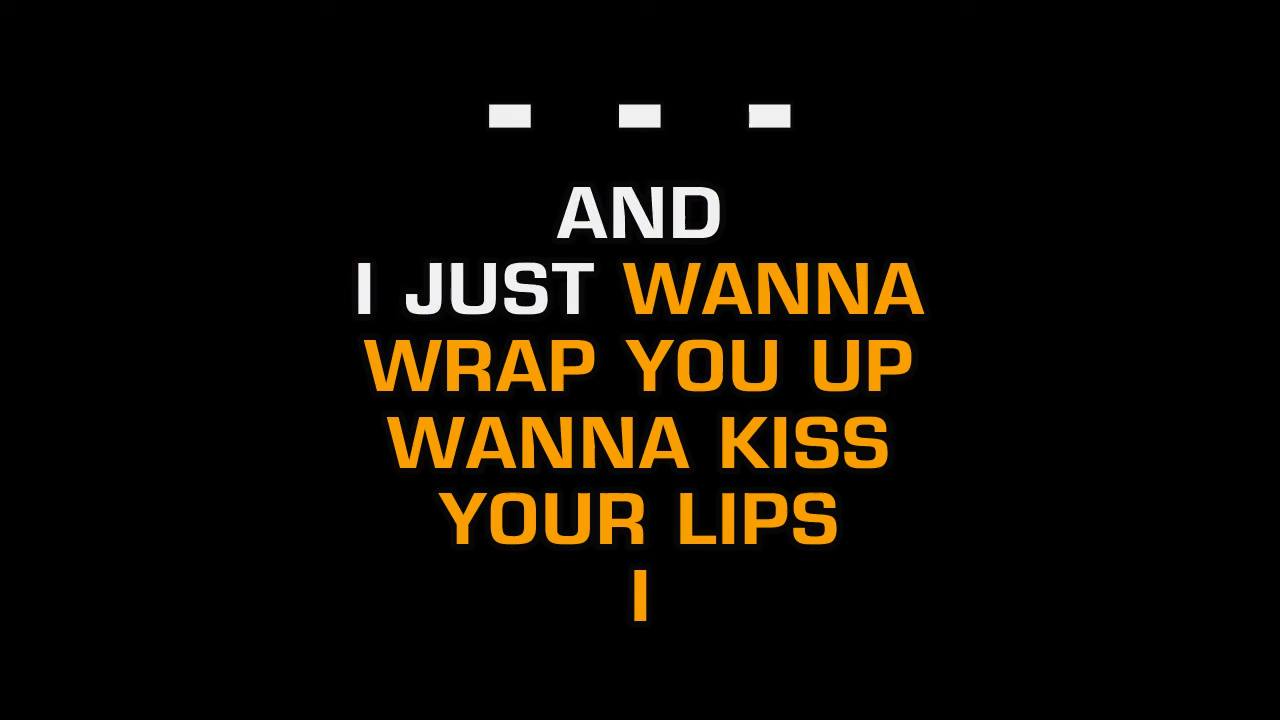 - - -
AND
I JUST WANNA
WRAP YOU UP
WANNA KISS
YOUR LIPS
I